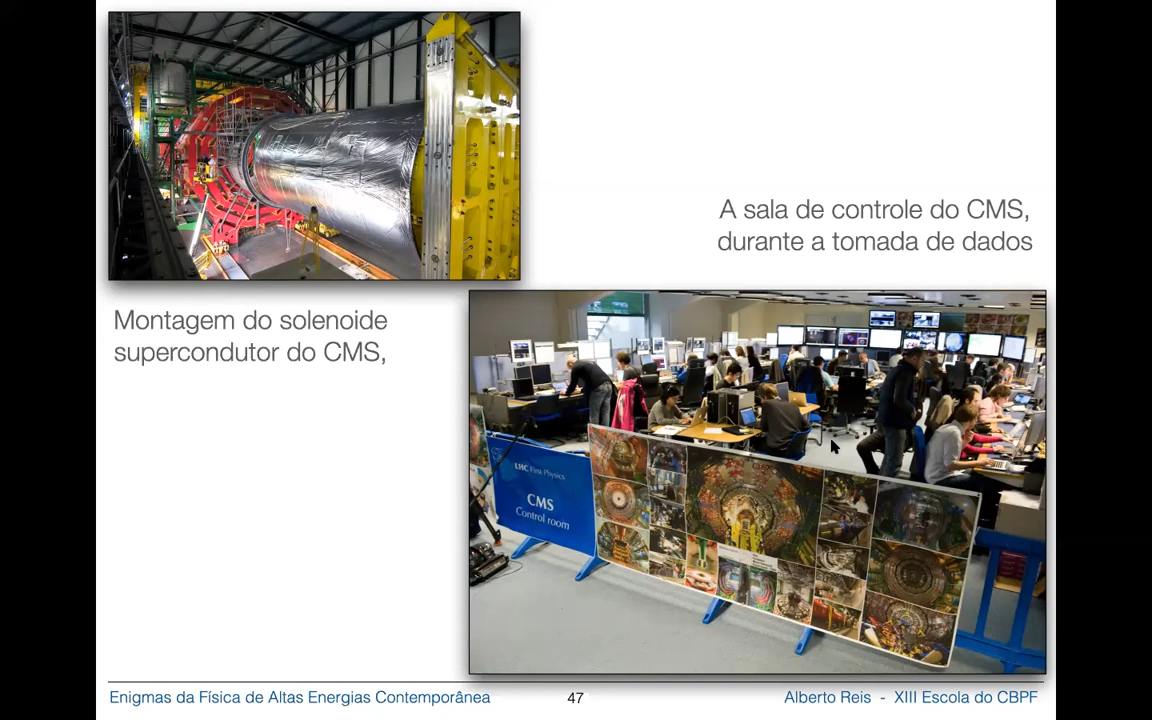 A sala de controle do CMS,
durante a tomada de dados
Montagem do solenoide
supercondutor do CMS,
LHC First Physics
CMS
Control room
Enigmas da Física de Altas Energias Contemporânea
47
Alberto Reis - XIII Escola do CBPF